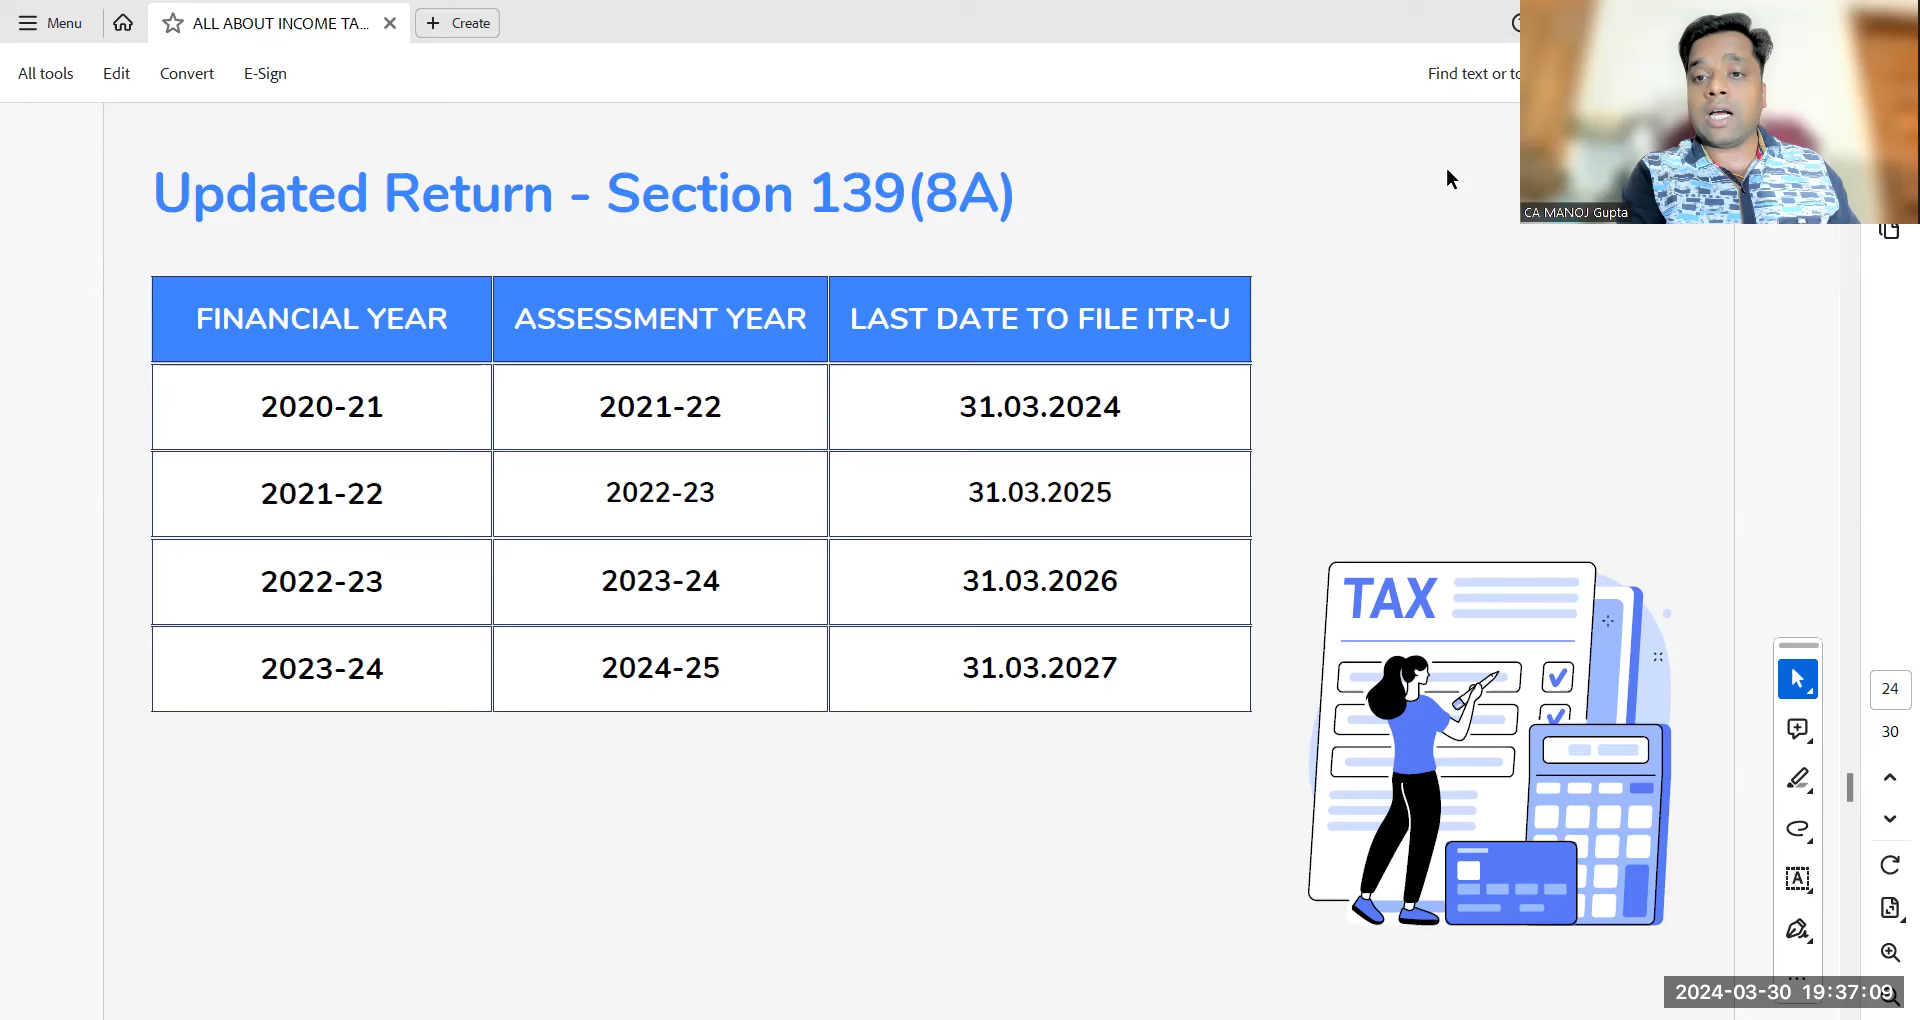 Menu
ALL ABOUT INCOME TA...
Create
All tools
Edit
Convert
E-Sign
Find text or to
CA MANOJ Gupta
Updated Return - Section 139(8A)
FINANCIAL YEAR ASSESSMENT YEAR LAST DATE TO FILE ITR-U
2020-21 2021-22 31.03.2024
2021-22 2022-23 31.03.2025
2022-23 2023-24 31.03.2026
2023-24 2024-25 31.03.2027
TAX
24
30
2024-03-30 19:37:09